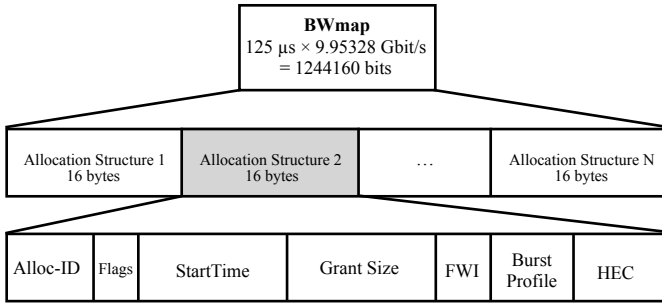 BWmap
125 µs × 9.95328 Gbit/s
= 1244160 bits
Allocation Structure 1
16 bytes
Allocation Structure 2
16 bytes
…
Allocation Structure N
16 bytes
Alloc-ID
Flags
StartTime
Grant Size
FWI
Burst
Profile
HEC